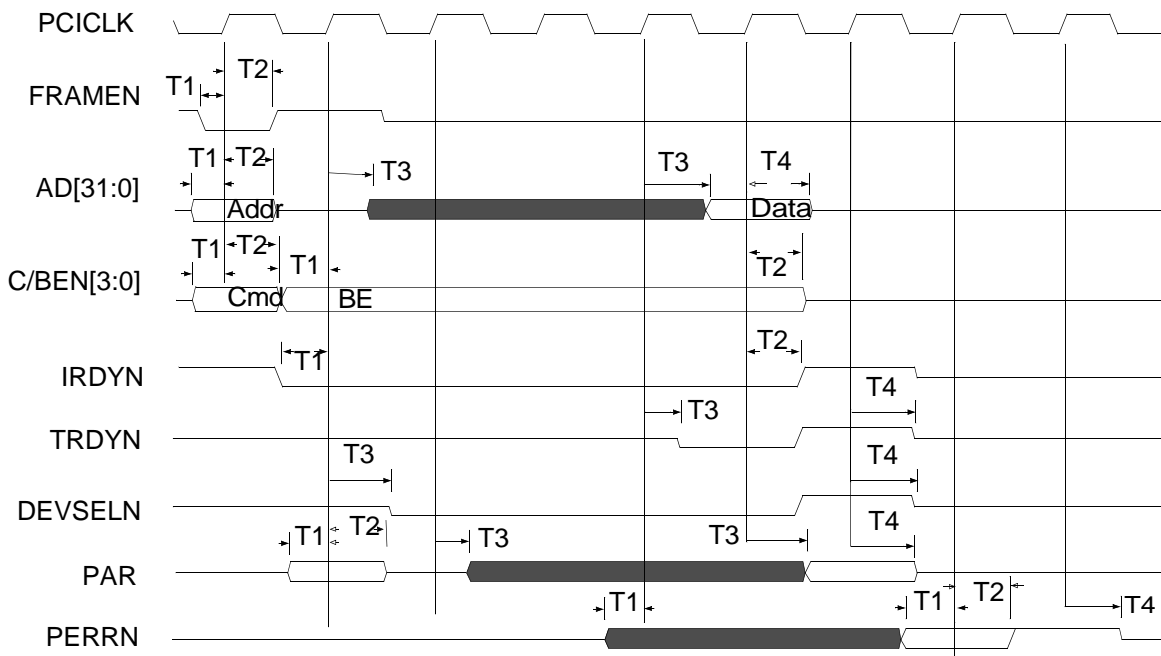 PCICLK
T2
T1
FRAMEN
T1 T2 T3 T3 T4
AD[31:0]
Addr Data
T1 T2 T1 T2
C/BEN[3:0]
Cmd BE
T2
T1
IRDYN
T4
T3
TRDYN
T3 T4
DEVSELN
T1 T2 T3 T3 T4
PAR
T1 T1 T2 T4
PERRN